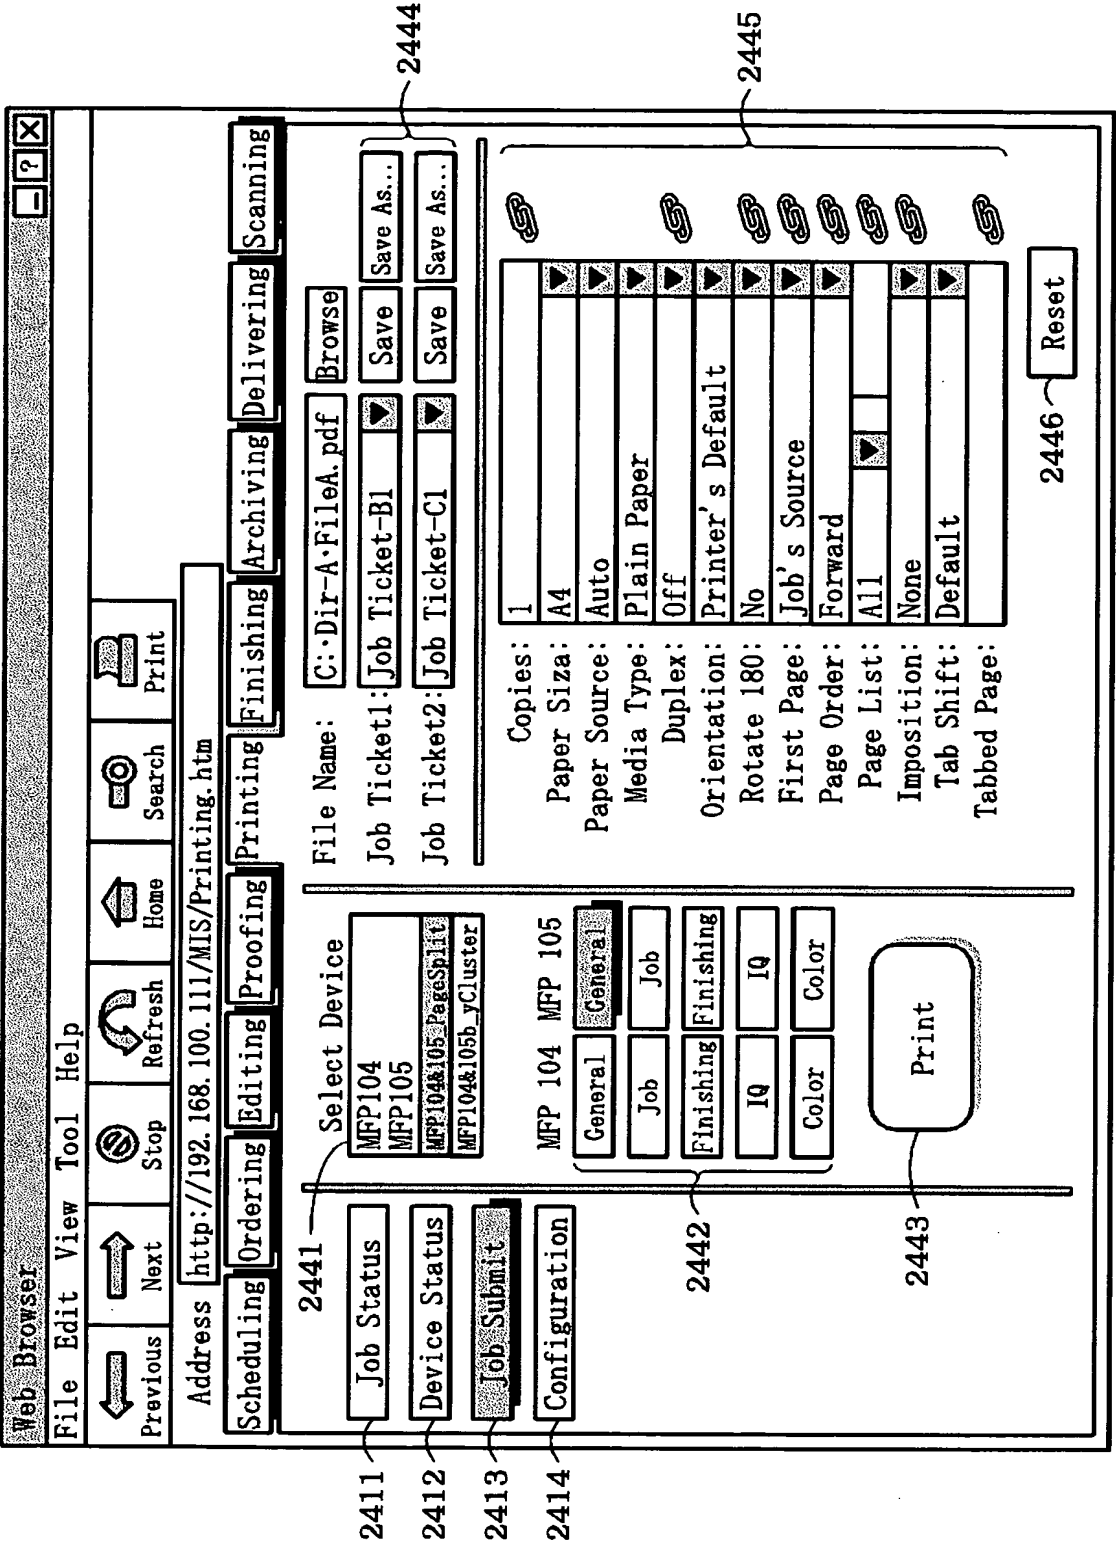 Web Browser
File Edit View Tool Help
Previous Next Stop Refresh Home Search Print
Address http://192.168.100.111/MIS/Printing.htm
Scheduling Ordering Editing Proofing Printing Finishing Archiving Delivering Scanning
2411 Job Status
2412 Device Status
2413 Job Submit
2414 Configuration
2441
Select Device
MFP104
MFP105
MFP104&105_PageSplit
MFP104&105b_yCluster
MFP 104 MFP 105
General General
Job Job
Finishing Finishing
IQ IQ
Color Color
2442
Print
2443
File Name: C:·Dir-A·FileA.pdf Browse
Job Ticket1: Job Ticket-B1 Save Save As...
Job Ticket2: Job Ticket-C1 Save Save As...
2444
Copies: 1
Paper Siza: A4
Paper Source: Auto
Media Type: Plain Paper
Duplex: Off
Orientation: Printer's Default
Rotate 180: No
First Page: Job's Source
Page Order: Forward
Page List: All
Imposition: None
Tab Shift: Default
Tabbed Page:
2445
2446 Reset